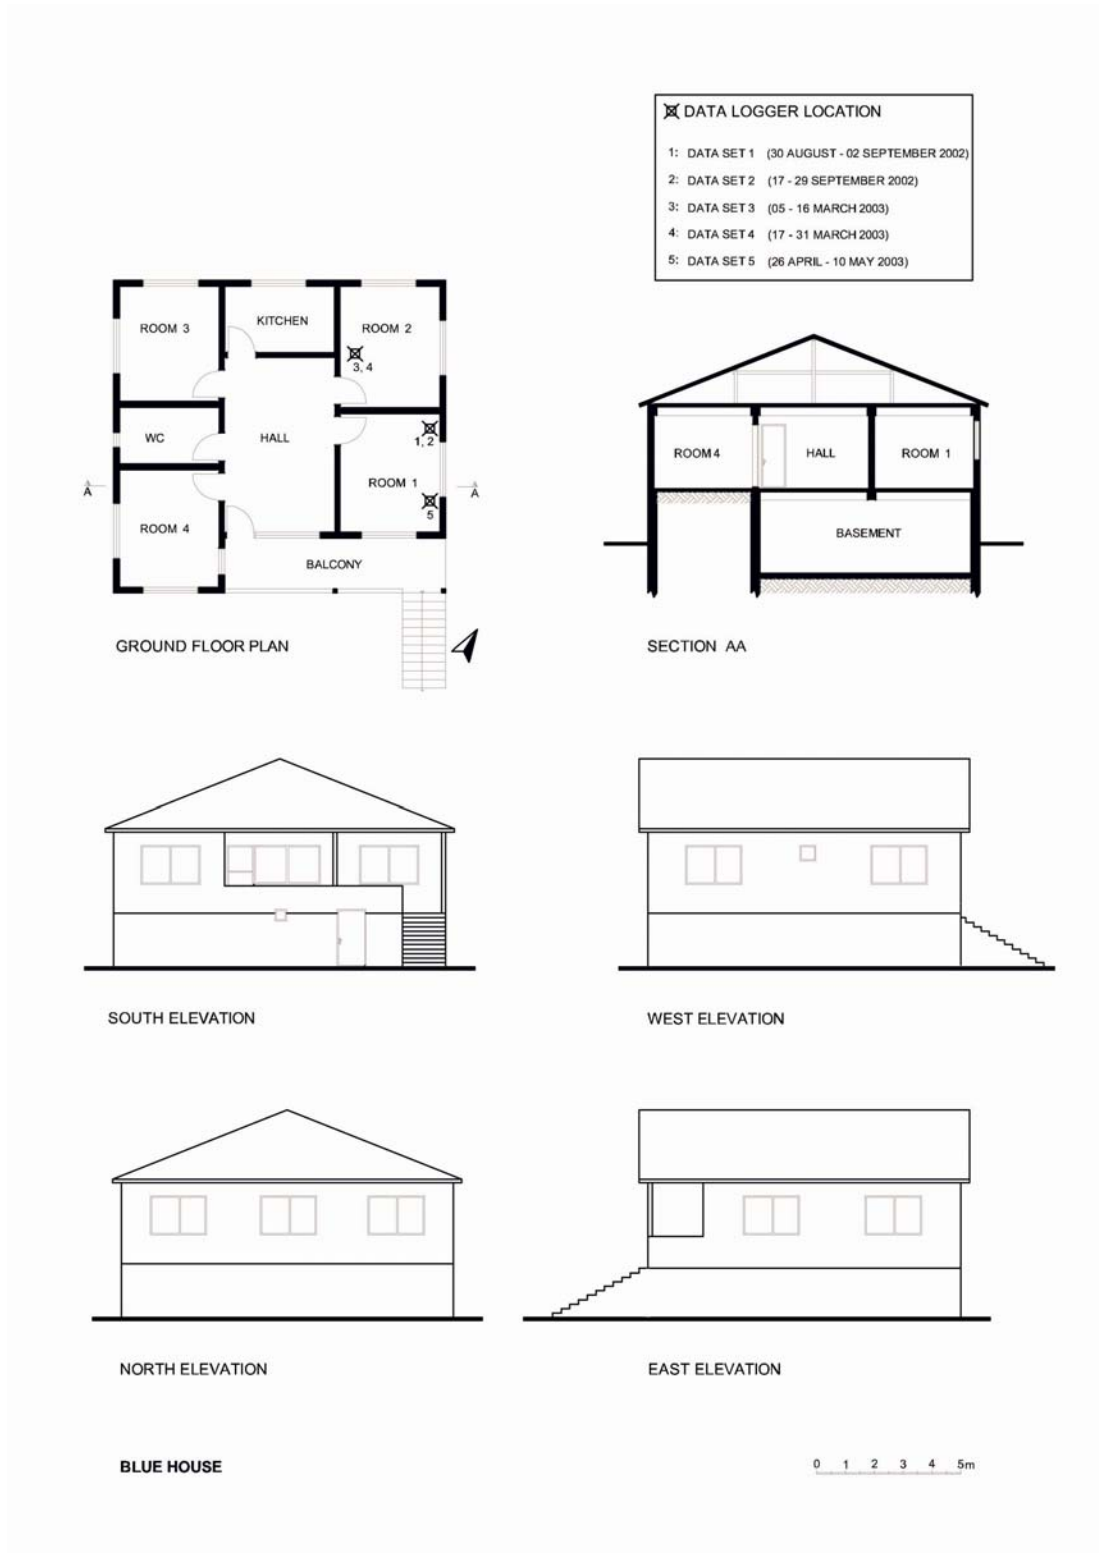 DATA LOGGER LOCATION
1: DATA SET 1 (30 AUGUST - 02 SEPTEMBER 2002)
2: DATA SET 2 (17 - 29 SEPTEMBER 2002)
3: DATA SET 3 (05 - 16 MARCH 2003)
4: DATA SET 4 (17 - 31 MARCH 2003)
5: DATA SET 5 (26 APRIL - 10 MAY 2003)
ROOM 3
KITCHEN
ROOM 2
3, 4
WC
HALL
1, 2
ROOM 1
A
A
5
ROOM 4
BALCONY
GROUND FLOOR PLAN
ROOM 4
HALL
ROOM 1
BASEMENT
SECTION AA
SOUTH ELEVATION
WEST ELEVATION
NORTH ELEVATION
EAST ELEVATION
BLUE HOUSE
0 1 2 3 4 5m